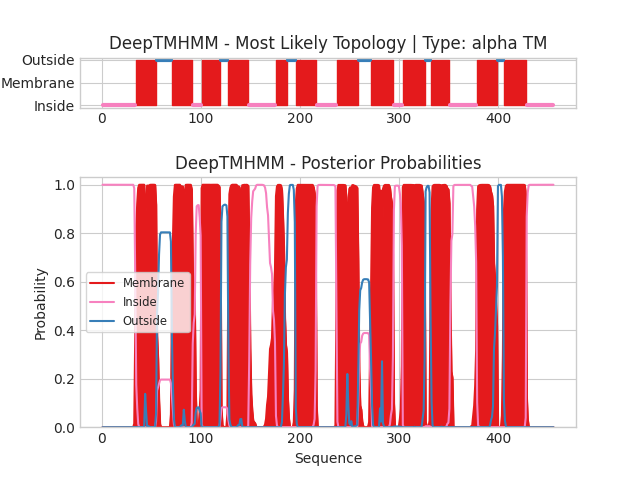 DeepTMHMM - Most Likely Topology | Type: alpha TM
Outside
Membrane
Inside
0 100 200 300 400
DeepTMHMM - Posterior Probabilities
1.0
0.8
0.6
0.4
0.2
0.0
Probability
Membrane
Inside
Outside
0 100 200 300 400
Sequence